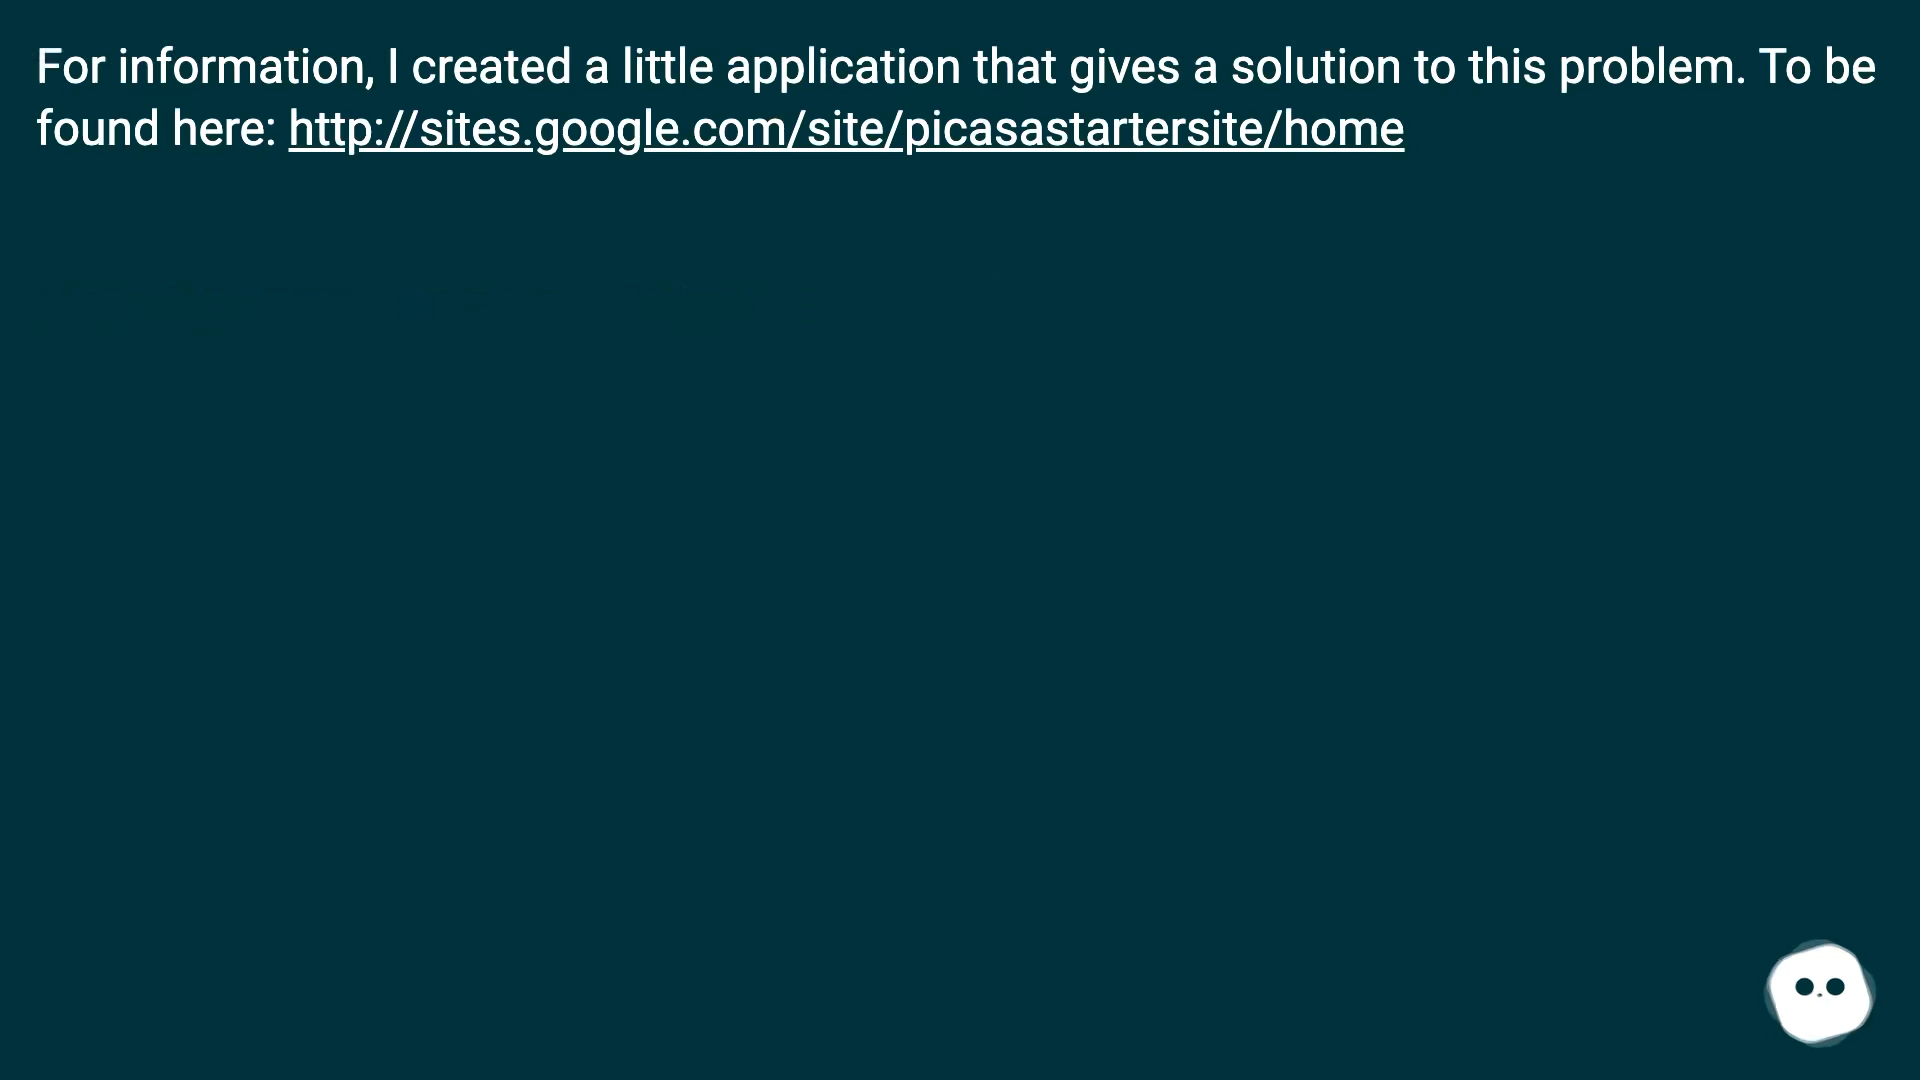 For information, I created a little application that gives a solution to this problem. To be
found here: http://sites.google.com/site/picasastartersite/home